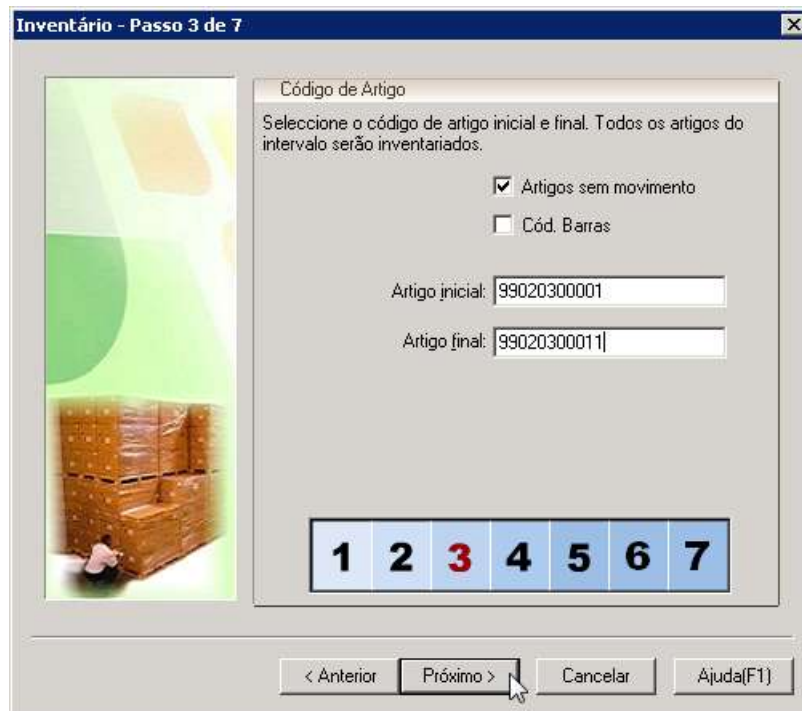 Inventário - Passo 3 de 7
Código de Artigo
Seleccione o código de artigo inicial e final. Todos os artigos do
intervalo serão inventariados.
Artigos sem movimento
Cód. Barras
Artigo inicial: 99020300001
Artigo final: 99020300011
1 2 3 4 5 6 7
< Anterior Próximo > Cancelar Ajuda(F1)